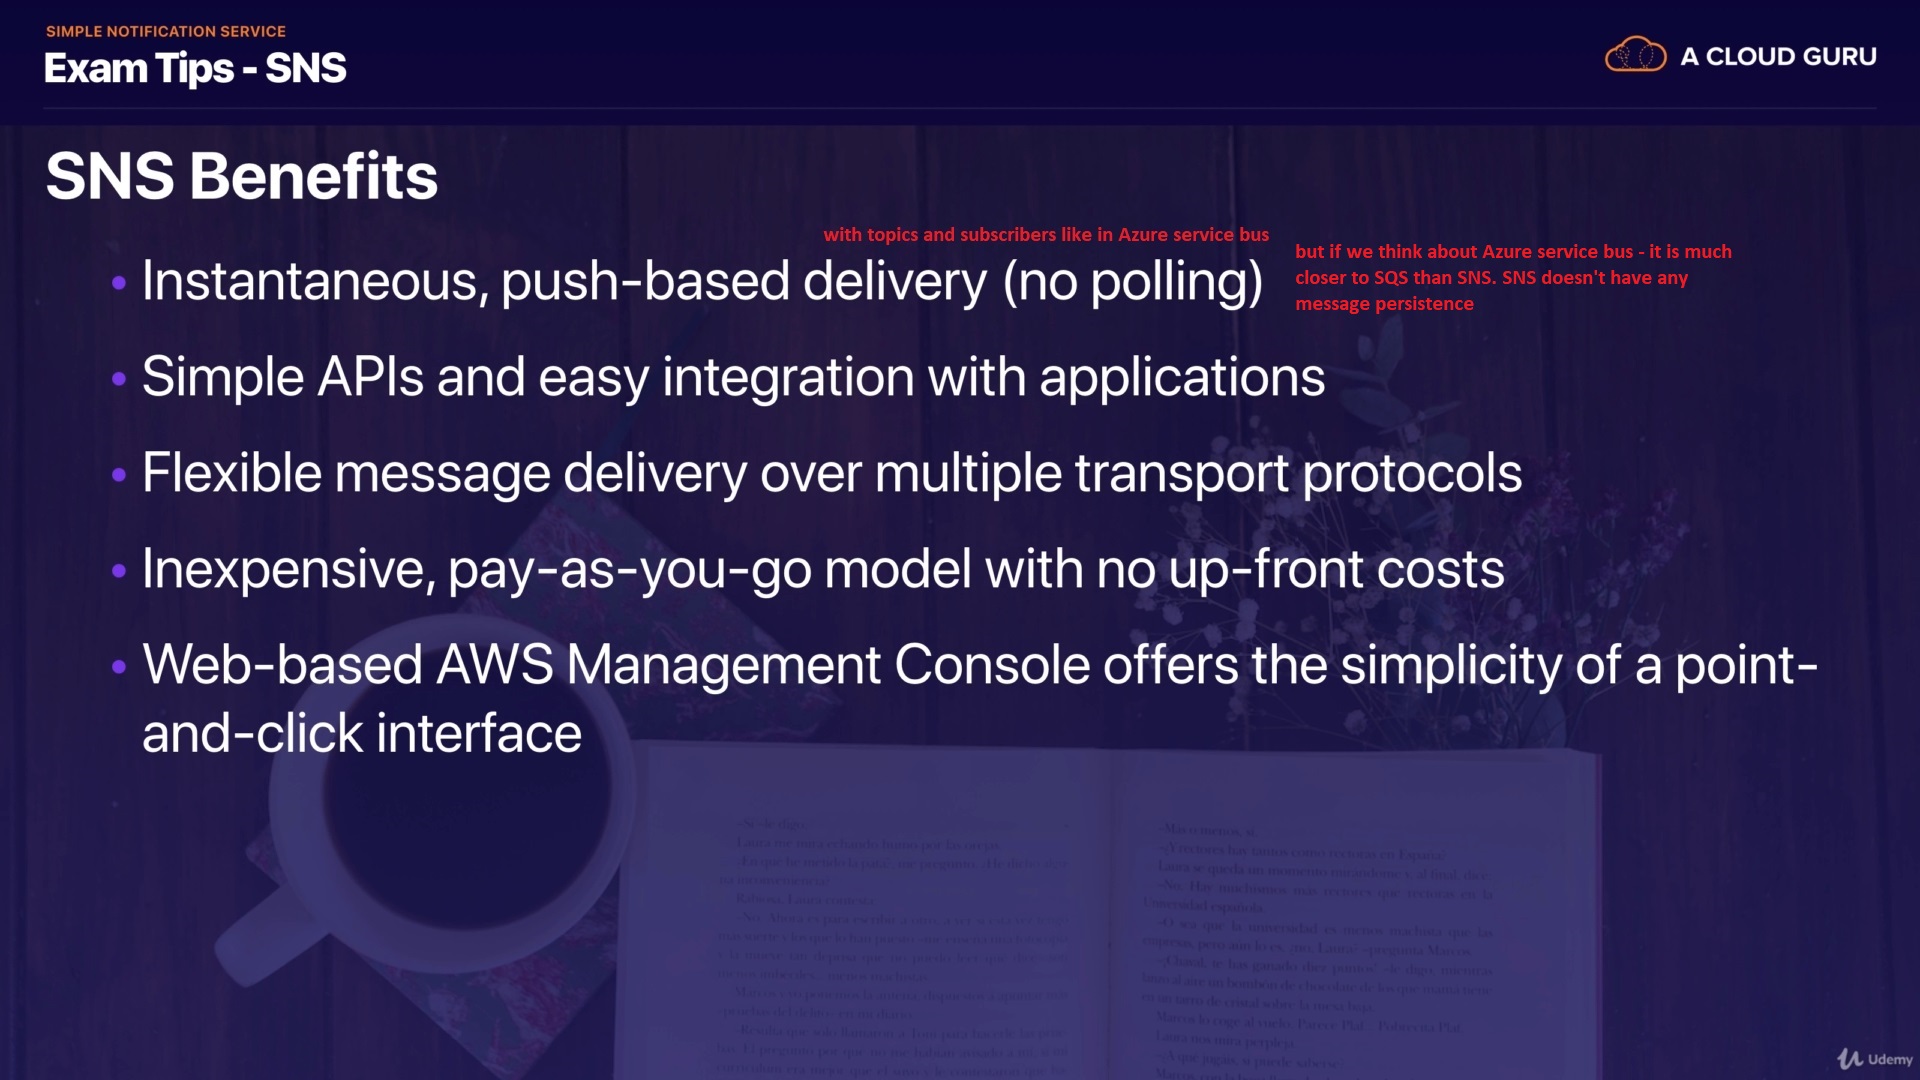 SIMPLE NOTIFICATION SERVICE
Exam Tips - SNS
A CLOUD GURU
SNS Benefits
with topics and subscribers like in Azure service bus
but if we think about Azure service bus - it is much
closer to SQS than SNS. SNS doesn't have any
message persistence
• Instantaneous, push-based delivery (no polling)
• Simple APIs and easy integration with applications
• Flexible message delivery over multiple transport protocols
• Inexpensive, pay-as-you-go model with no up-front costs
• Web-based AWS Management Console offers the simplicity of a point-
and-click interface
Udemy